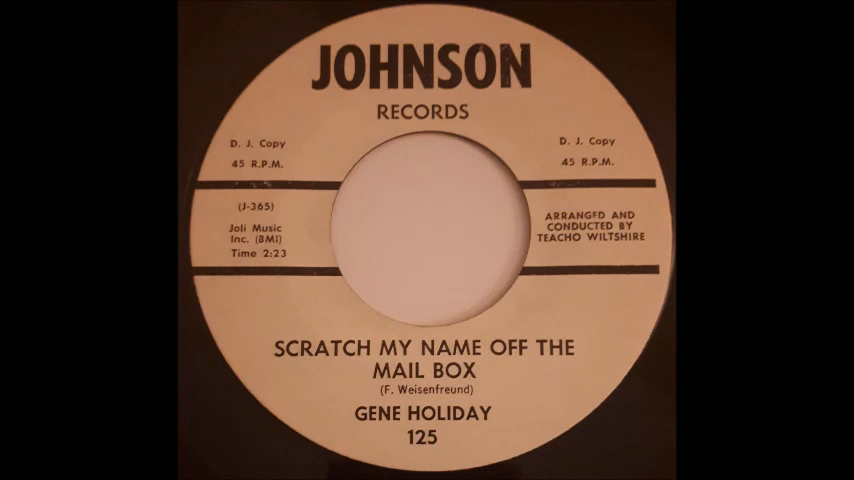 JOHNSON
RECORDS
D. J. Copy
45 R.P.M.
D. J. Copy
45 R.P.M.
(J-365)
Joli Music
Inc. (BMI)
Time 2:23
ARRANGED AND
CONDUCTED BY
TEACHO WILTSHIRE
SCRATCH MY NAME OFF THE
MAIL BOX
(F. Weisenfreund)
GENE HOLIDAY
125